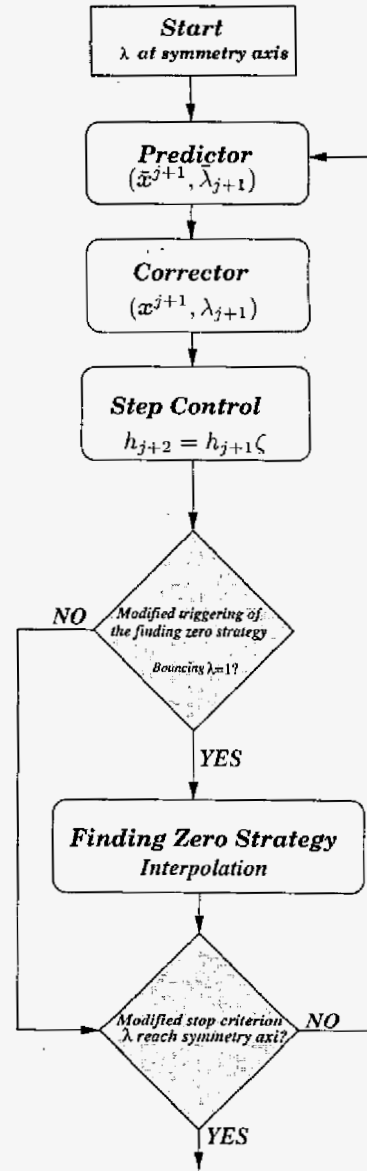 Start
λ at symmetry axis
Predictor
(x̄^{j+1}, λ̄_{j+1})
Corrector
(x^{j+1}, λ_{j+1})
Step Control
h_{j+2} = h_{j+1}ζ
NO
Modified triggering of
the finding zero strategy
Bouncing λ=1?
YES
Finding Zero Strategy
Interpolation
Modified stop criterion
λ reach symmetry axi?
NO
YES